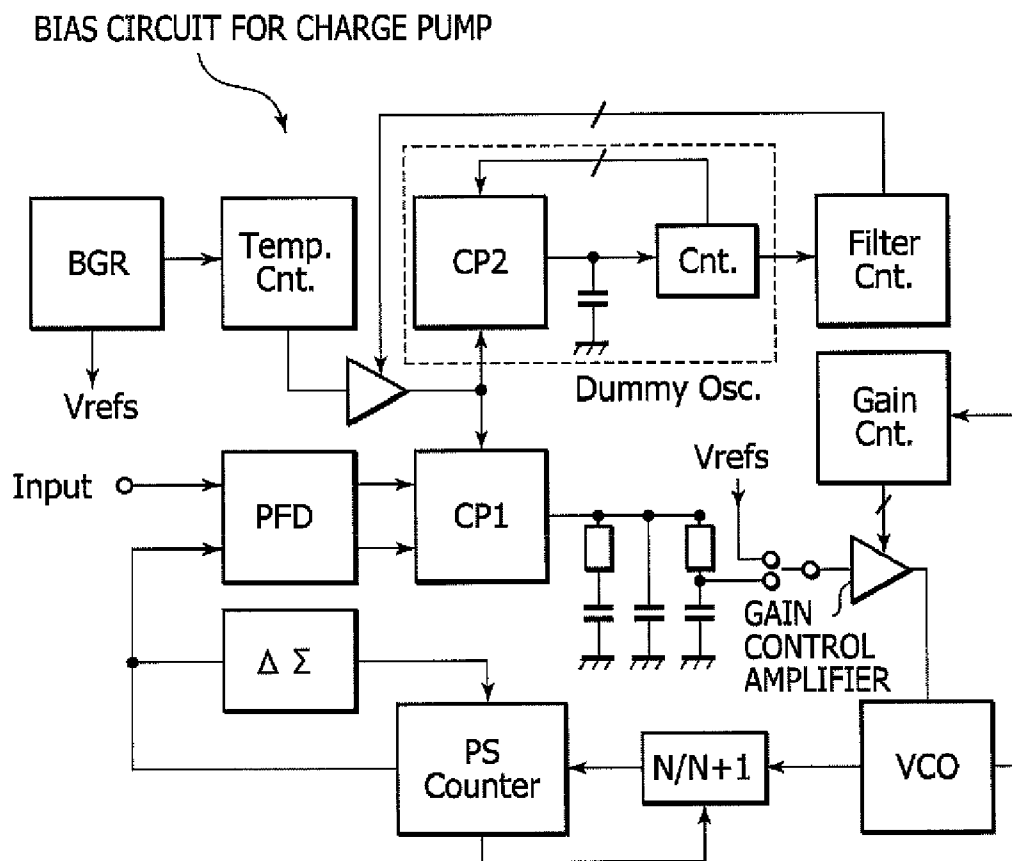 BIAS CIRCUIT FOR CHARGE PUMP
BGR
Temp.
Cnt.
CP2
Cnt.
Filter
Cnt.
Vrefs
Dummy Osc.
Gain
Cnt.
Input
PFD
CP1
Vrefs
GAIN
CONTROL
AMPLIFIER
Δ Σ
PS
Counter
N/N+1
VCO